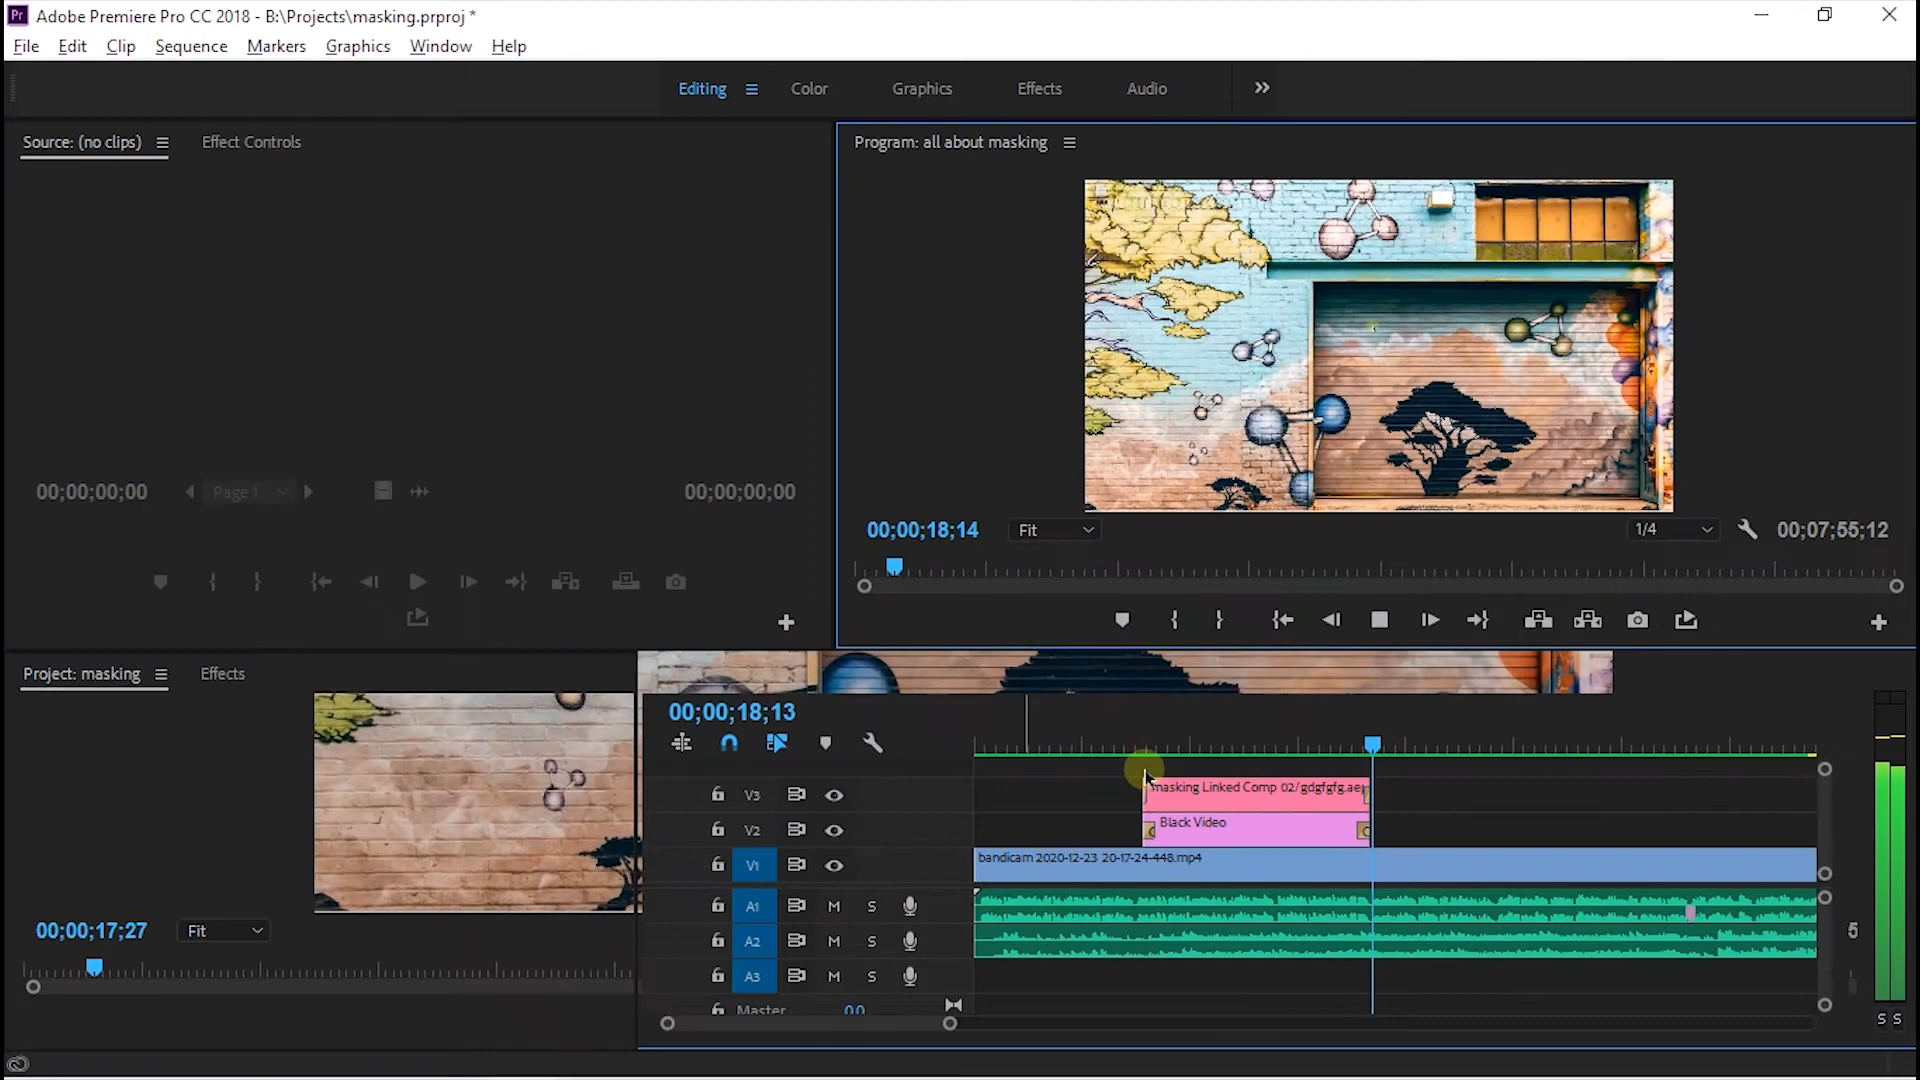 Pr Adobe Premiere Pro CC 2018 - B:\Projects\masking.prproj *
File Edit Clip Sequence Markers Graphics Window Help
Editing Color Graphics Effects Audio
Source: (no clips) Effect Controls
Program: all about masking
00;00;00;00 Page 1 00;00;00;00
00;00;18;14 Fit 1/4 00;07;55;12
Project: masking Effects
00;00;18;13
V3 masking Linked Comp 02/gdgfgfg.aep
V2 Black Video
V1 bandicam 2020-12-23 20-17-24-448.mp4
A1 M S
00;00;17;27 Fit
A2 M S
5
A3 M S
Master 0.0
S S